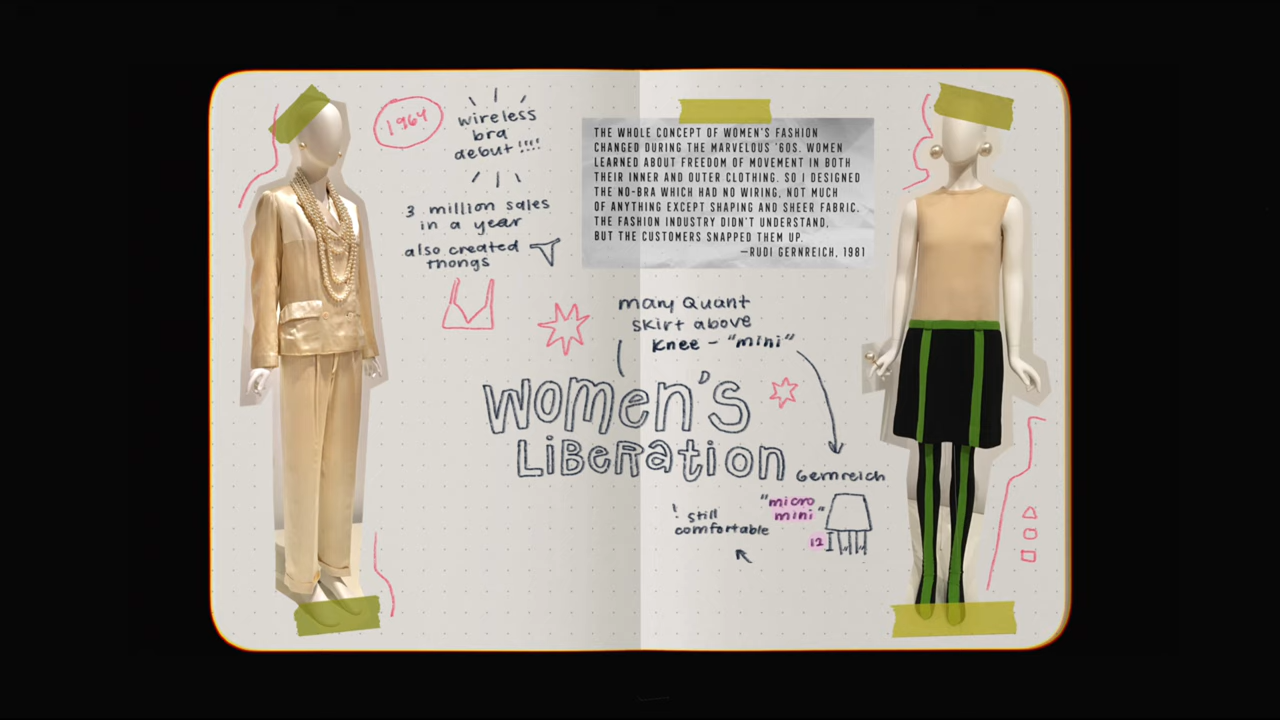 1964
wireless
bra
debut !!!!
3 million sales
in a year
also created
thongs
THE WHOLE CONCEPT OF WOMEN'S FASHION
CHANGED DURING THE MARVELOUS '60S. WOMEN
LEARNED ABOUT FREEDOM OF MOVEMENT IN BOTH
THEIR INNER AND OUTER CLOTHING. SO I DESIGNED
THE NO-BRA WHICH HAD NO WIRING, NOT MUCH
OF ANYTHING EXCEPT SHAPING AND SHEER FABRIC.
THE FASHION INDUSTRY DIDN'T UNDERSTAND,
BUT THE CUSTOMERS SNAPPED THEM UP.
—RUDI GERNREICH, 1981
mary Quant
skirt above
knee - "mini"
Women's
LiBeRation
Gernreich
"micro
mini"
12
! still
comfortable